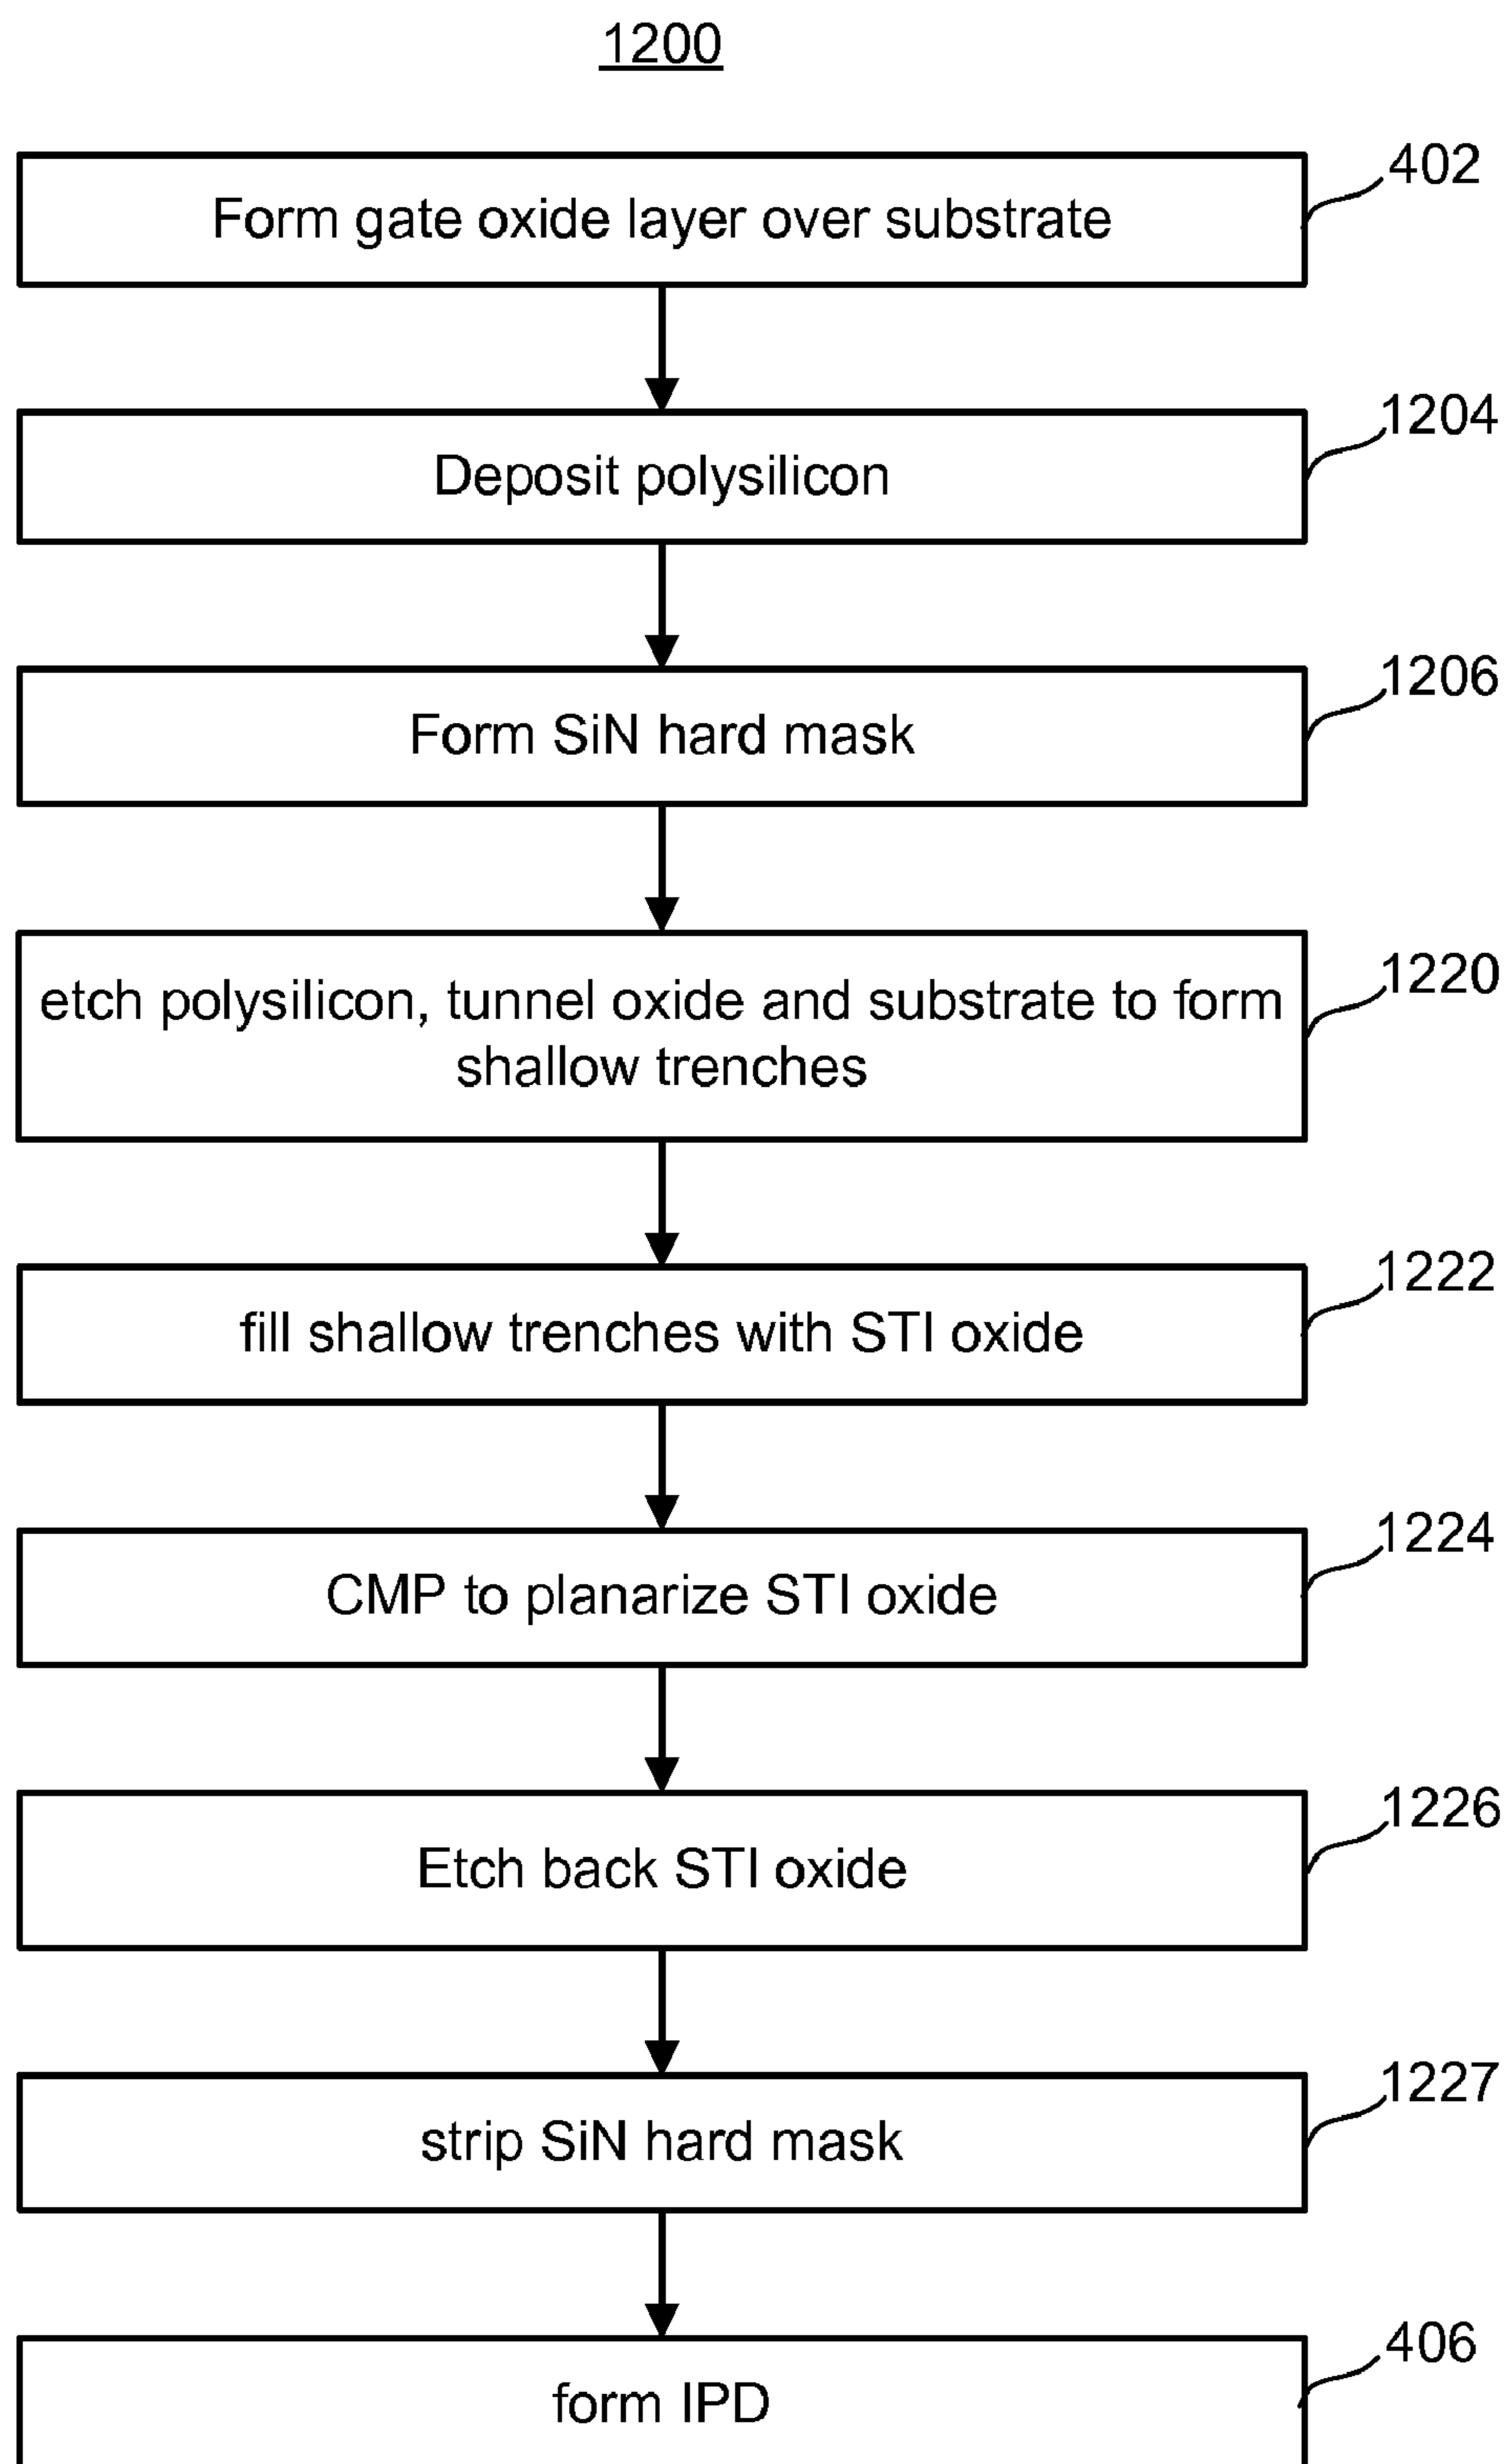 1200
402
Form gate oxide layer over substrate
1204
Deposit polysilicon
1206
Form SiN hard mask
1220
etch polysilicon, tunnel oxide and substrate to form
shallow trenches
1222
fill shallow trenches with STI oxide
1224
CMP to planarize STI oxide
1226
Etch back STI oxide
1227
strip SiN hard mask
406
form IPD